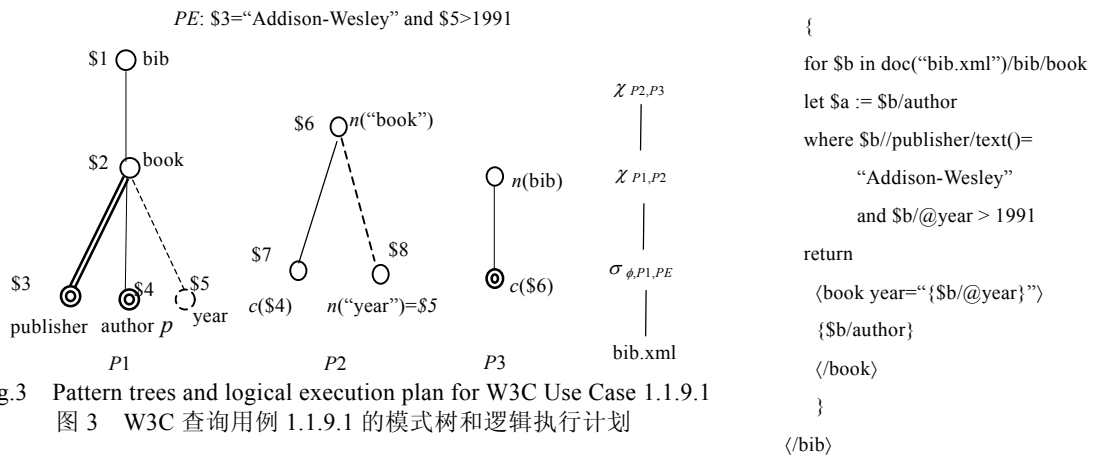 PE: $3=“Addison-Wesley” and $5>1991
$1 bib
$2 book
$3 $4 $5
publisher author p year
P1
$6 n(“book”)
$7 $8
c($4) n(“year”)=$5
P2
n(bib)
c($6)
P3
χ P2,P3
χ P1,P2
σ ϕ,P1,PE
bib.xml
g.3 Pattern trees and logical execution plan for W3C Use Case 1.1.9.1
图 3 W3C 查询用例 1.1.9.1 的模式树和逻辑执行计划
{
for $b in doc(“bib.xml”)/bib/book
let $a := $b/author
where $b//publisher/text()=
“Addison-Wesley”
and $b/@year > 1991
return
〈book year=“{$b/@year}”〉
{$b/author}
〈/book〉
}
〈/bib〉